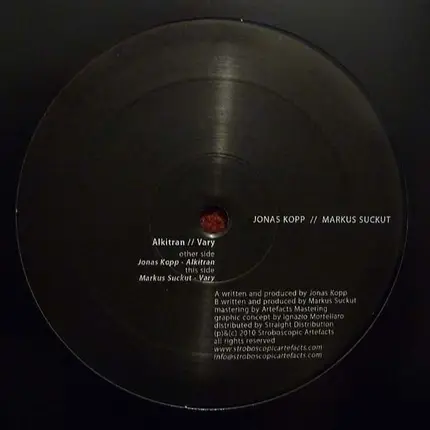 JONAS KOPP // MARKUS SUCKUT
Alkitran // Vary
other side
Jonas Kopp - Alkitran
this side
Markus Suckut - Vary
A written and produced by Jonas Kopp
B written and produced by Markus Suckut
mastering by Artefacts Mastering
graphic concept by Ignazio Mortellaro
distributed by Straight Distribution
(p)&(c) 2010 Stroboscopic Artefacts
all rights reserved
www.stroboscopicartefacts.com
info@stroboscopicartefacts.com